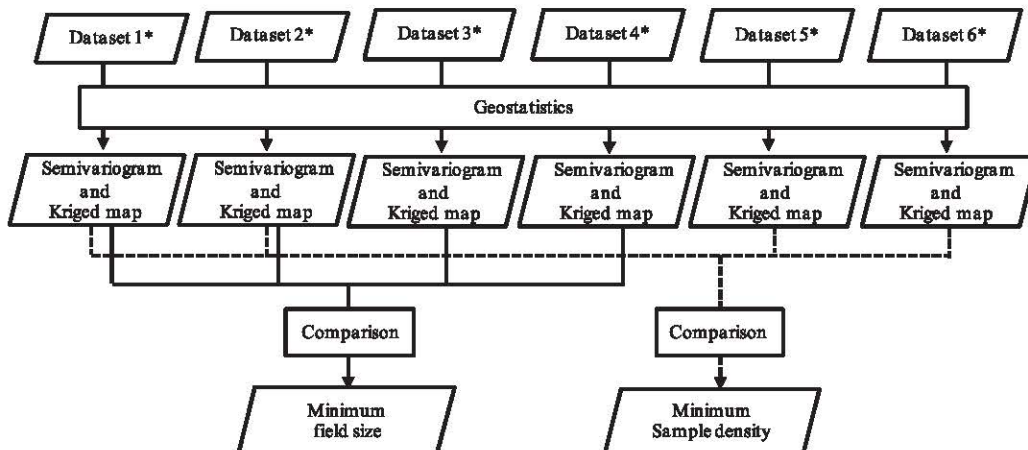 Dataset 1*
Dataset 2*
Dataset 3*
Dataset 4*
Dataset 5*
Dataset 6*
Geostatistics
Semivariogram
and
Kriged map
Semivariogram
and
Kriged map
Semivariogram
and
Kriged map
Semivariogram
and
Kriged map
Semivariogram
and
Kriged map
Semivariogram
and
Kriged map
Comparison
Comparison
Minimum
field size
Minimum
Sample density